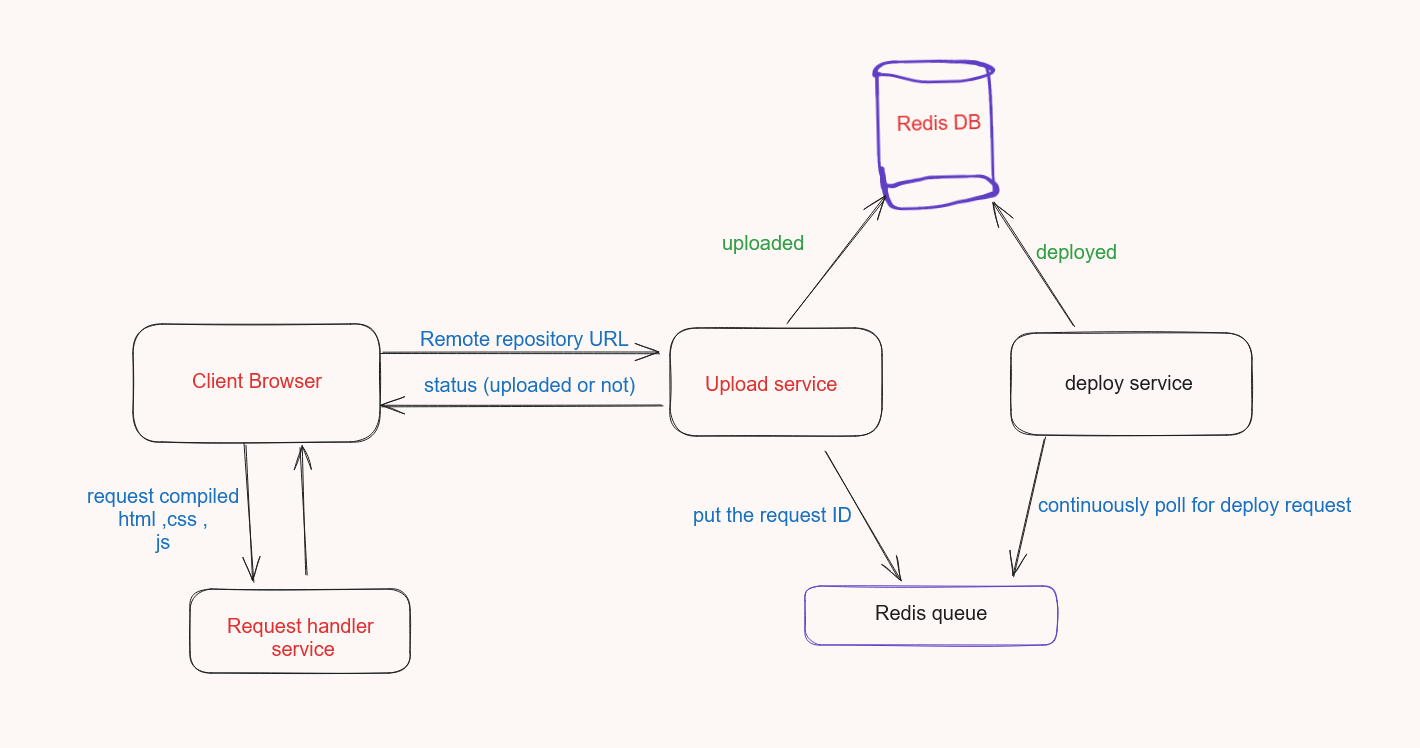 Redis DB
uploaded
deployed
Remote repository URL
Client Browser
status (uploaded or not)
Upload service
deploy service
request compiled
html ,css ,
js
put the request ID
continuously poll for deploy request
Request handler
service
Redis queue